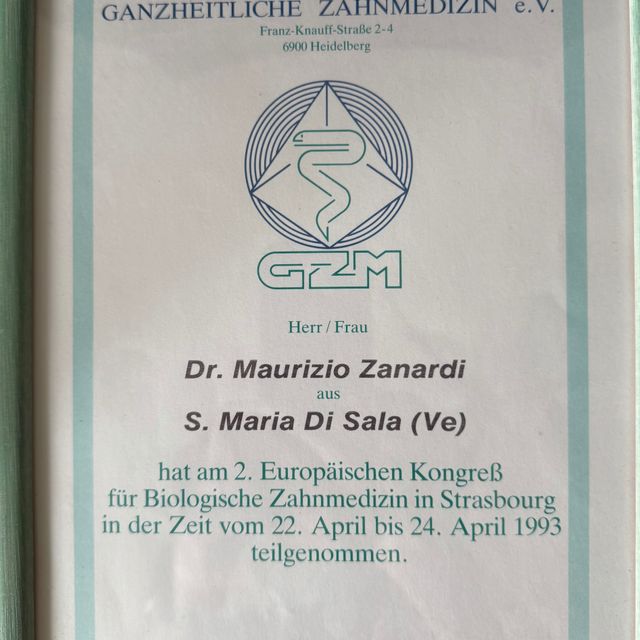 GANZHEITLICHE ZAHNMEDIZIN e.V.
Franz-Knauff-Straße 2-4
6900 Heidelberg
GZM
Herr / Frau
Dr. Maurizio Zanardi
aus
S. Maria Di Sala (Ve)
hat am 2. Europäischen Kongreß
für Biologische Zahnmedizin in Strasbourg
in der Zeit vom 22. April bis 24. April 1993
teilgenommen.